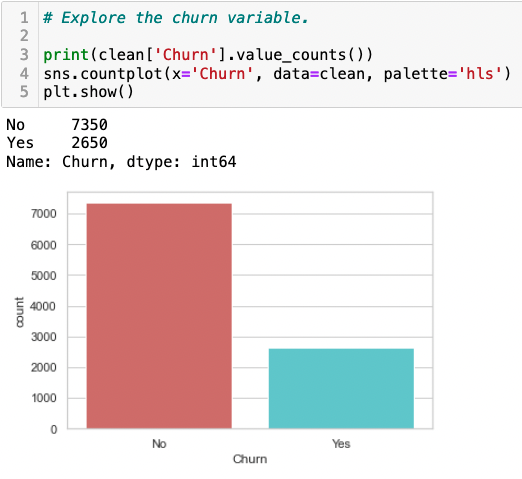 1 # Explore the churn variable.
2
3 print(clean['Churn'].value_counts())
4 sns.countplot(x='Churn', data=clean, palette='hls')
5 plt.show()
No     7350
Yes    2650
Name: Churn, dtype: int64
7000
6000
5000
4000
3000
2000
1000
0
count
No Yes
Churn